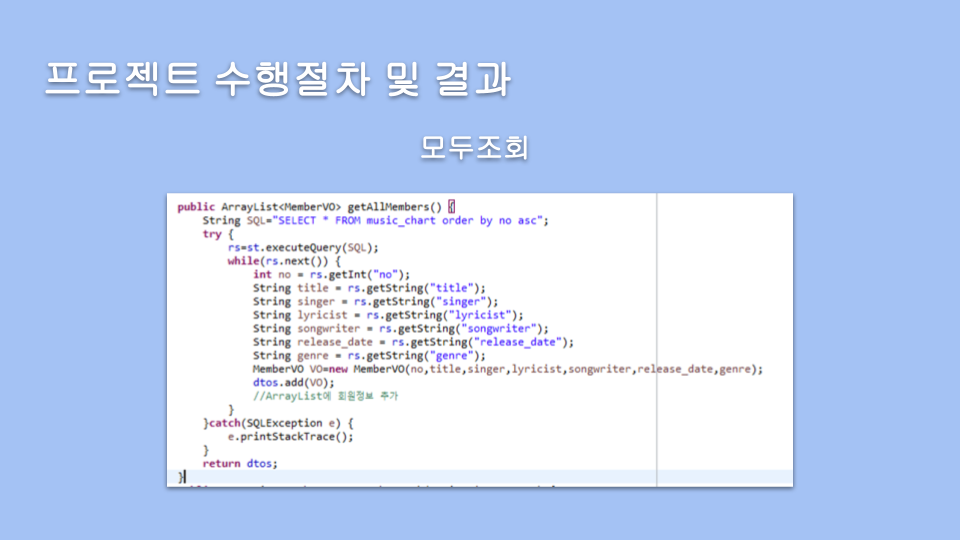 프로젝트 수행절차 및 결과
모두조회
public ArrayList<MemberVO> getAllMembers() {
String SQL="SELECT * FROM music_chart order by no asc";
try {
rs=st.executeQuery(SQL);
while(rs.next()) {
int no = rs.getInt("no");
String title = rs.getString("title");
String singer = rs.getString("singer");
String lyricist = rs.getString("lyricist");
String songwriter = rs.getString("songwriter");
String release_date = rs.getString("release_date");
String genre = rs.getString("genre");
MemberVO VO=new MemberVO(no,title,singer,lyricist,songwriter,release_date,genre);
dtos.add(VO);
//ArrayList에 회원정보 추가
}
}catch(SQLException e) {
e.printStackTrace();
}
return dtos;
}